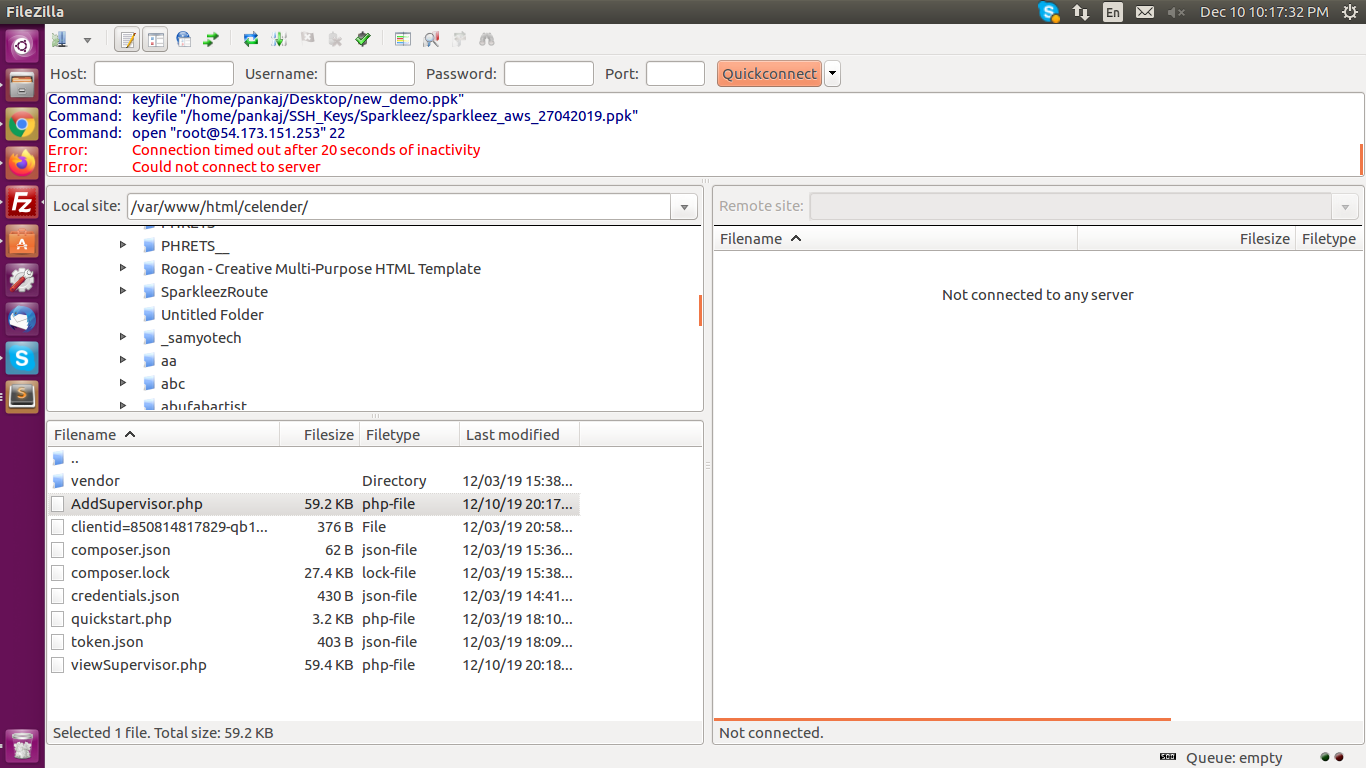 FileZilla
En
Dec 10 10:17:32 PM
Host: Username: Password: Port: Quickconnect
Command: keyfile "/home/pankaj/Desktop/new_demo.ppk"
Command: keyfile "/home/pankaj/SSH_Keys/Sparkleez/sparkleez_aws_27042019.ppk"
Command: open "root@54.173.151.253" 22
Error: Connection timed out after 20 seconds of inactivity
Error: Could not connect to server
Local site: /var/www/html/celender/
PHRETS
PHRETS__
Rogan - Creative Multi-Purpose HTML Template
SparkleezRoute
Untitled Folder
_samyotech
aa
abc
abufabartist
Filename Filesize Filetype Last modified
..
vendor Directory 12/03/19 15:38...
AddSupervisor.php 59.2 KB php-file 12/10/19 20:17...
clientid=850814817829-qb1... 376 B File 12/03/19 20:58...
composer.json 62 B json-file 12/03/19 15:36...
composer.lock 27.4 KB lock-file 12/03/19 15:38...
credentials.json 430 B json-file 12/03/19 14:41...
quickstart.php 3.2 KB php-file 12/03/19 18:10...
token.json 403 B json-file 12/03/19 18:09...
viewSupervisor.php 59.4 KB php-file 12/10/19 20:18...
Selected 1 file. Total size: 59.2 KB
Remote site:
Filename Filesize Filetype
Not connected to any server
Not connected.
Queue: empty